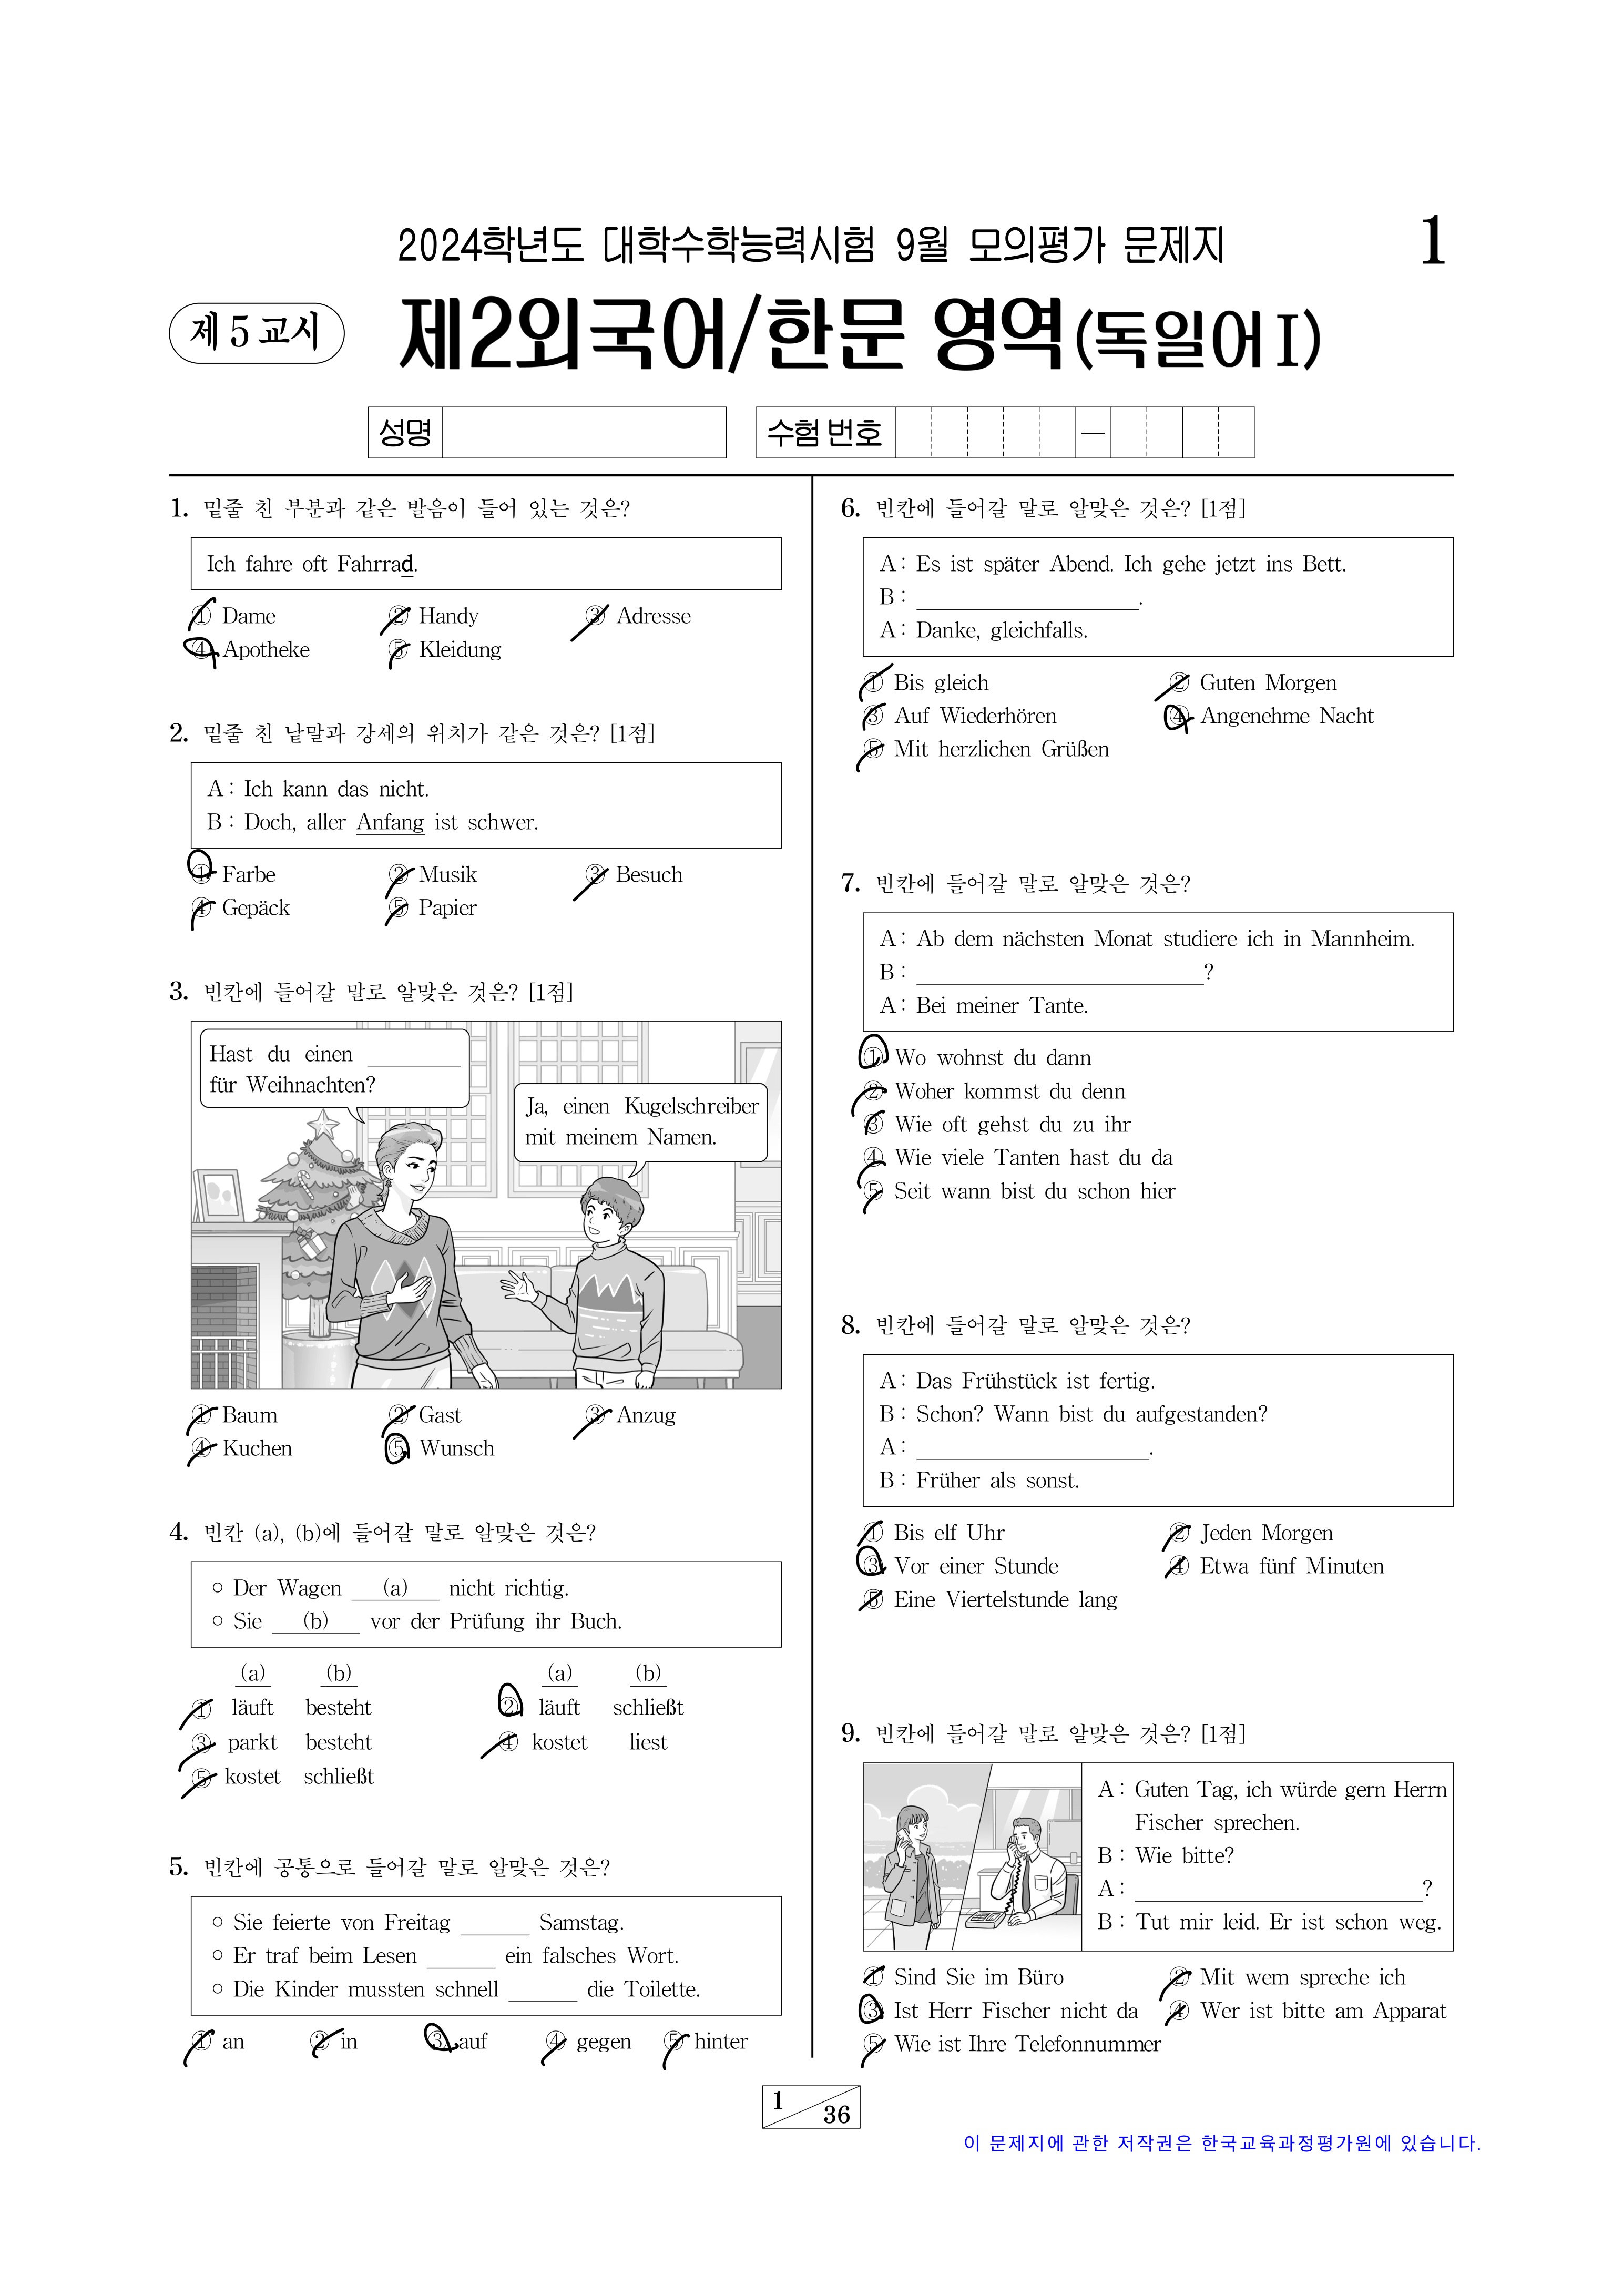 2024학년도 대학수학능력시험 9월 모의평가 문제지
1
제 5 교시
제2외국어/한문 영역(독일어Ⅰ)
성명
수험 번호
—
1. 밑줄 친 부분과 같은 발음이 들어 있는 것은?
Ich fahre oft Fahrrad.
① Dame ② Handy ③ Adresse
④ Apotheke ⑤ Kleidung
2. 밑줄 친 낱말과 강세의 위치가 같은 것은? [1점]
A : Ich kann das nicht.
B : Doch, aller Anfang ist schwer.
① Farbe ② Musik ③ Besuch
④ Gepäck ⑤ Papier
3. 빈칸에 들어갈 말로 알맞은 것은? [1점]
Hast du einen ________
für Weihnachten?
Ja, einen Kugelschreiber
mit meinem Namen.
① Baum ② Gast ③ Anzug
④ Kuchen ⑤ Wunsch
4. 빈칸 (a), (b)에 들어갈 말로 알맞은 것은?
○ Der Wagen __(a)__ nicht richtig.
○ Sie __(b)__ vor der Prüfung ihr Buch.
(a) (b) (a) (b)
① läuft besteht ② läuft schließt
③ parkt besteht ④ kostet liest
⑤ kostet schließt
5. 빈칸에 공통으로 들어갈 말로 알맞은 것은?
○ Sie feierte von Freitag ______ Samstag.
○ Er traf beim Lesen ______ ein falsches Wort.
○ Die Kinder mussten schnell ______ die Toilette.
① an ② in ③ auf ④ gegen ⑤ hinter
6. 빈칸에 들어갈 말로 알맞은 것은? [1점]
A : Es ist später Abend. Ich gehe jetzt ins Bett.
B : ____________________.
A : Danke, gleichfalls.
① Bis gleich ② Guten Morgen
③ Auf Wiederhören ④ Angenehme Nacht
⑤ Mit herzlichen Grüßen
7. 빈칸에 들어갈 말로 알맞은 것은?
A : Ab dem nächsten Monat studiere ich in Mannheim.
B : __________________________?
A : Bei meiner Tante.
① Wo wohnst du dann
② Woher kommst du denn
③ Wie oft gehst du zu ihr
④ Wie viele Tanten hast du da
⑤ Seit wann bist du schon hier
8. 빈칸에 들어갈 말로 알맞은 것은?
A : Das Frühstück ist fertig.
B : Schon? Wann bist du aufgestanden?
A : _____________________.
B : Früher als sonst.
① Bis elf Uhr ② Jeden Morgen
③ Vor einer Stunde ④ Etwa fünf Minuten
⑤ Eine Viertelstunde lang
9. 빈칸에 들어갈 말로 알맞은 것은? [1점]
A : Guten Tag, ich würde gern Herrn
Fischer sprechen.
B : Wie bitte?
A : __________________________?
B : Tut mir leid. Er ist schon weg.
① Sind Sie im Büro ② Mit wem spreche ich
③ Ist Herr Fischer nicht da ④ Wer ist bitte am Apparat
⑤ Wie ist Ihre Telefonnummer
1 36
이 문제지에 관한 저작권은 한국교육과정평가원에 있습니다.